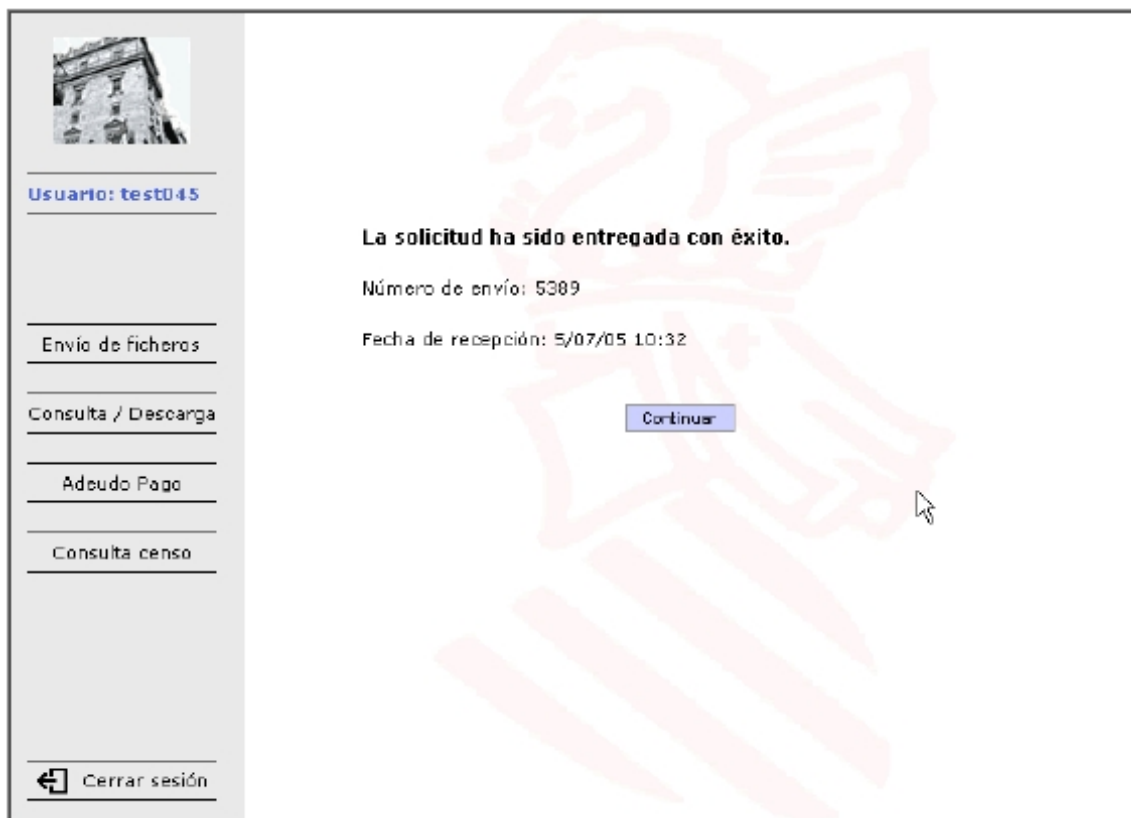 Usuario: test045
La solicitud ha sido entregada con éxito.
Número de envío: 5389
Fecha de recepción: 5/07/05 10:32
Continuar
Envío de ficheros
Consulta / Descarga
Adeudo Pago
Consulta censo
Cerrar sesión